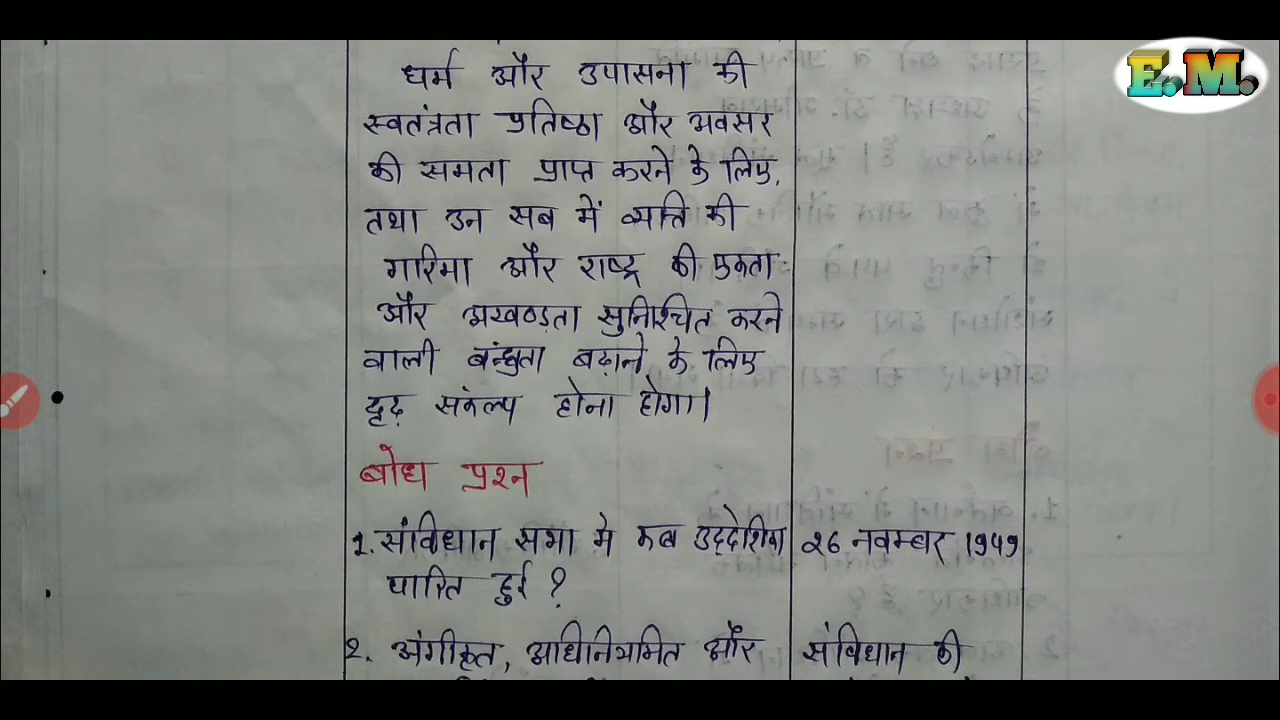 E.M.
धर्म और उपासना की
स्वतंत्रता प्रतिष्ठा और अवसर
की समता प्राप्त करने के लिए,
तथा उन सब में व्यक्ति की
गरिमा और राष्ट्र की एकता
और अखण्डता सुनिश्चित करने
वाली बंन्धुता बढ़ाने के लिए
दृढ़ संकल्प होना होगा।
बोध प्रश्न
1. संविधान सभा मे कब उद्देशिका 26 नवम्बर 1949
पारित हुई ?
2. अंगीकृत, अधिनियमित और संविधान की